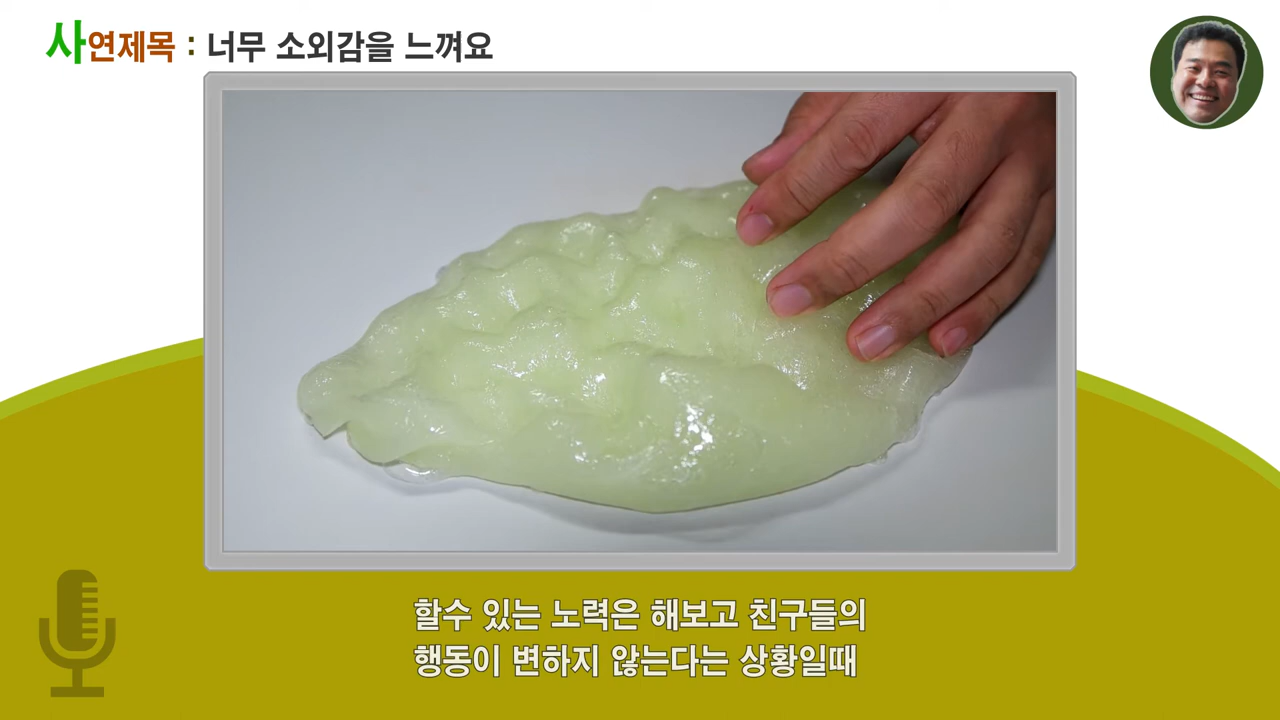 사연제목 : 너무 소외감을 느껴요
할수 있는 노력은 해보고 친구들의
행동이 변하지 않는다는 상황일때